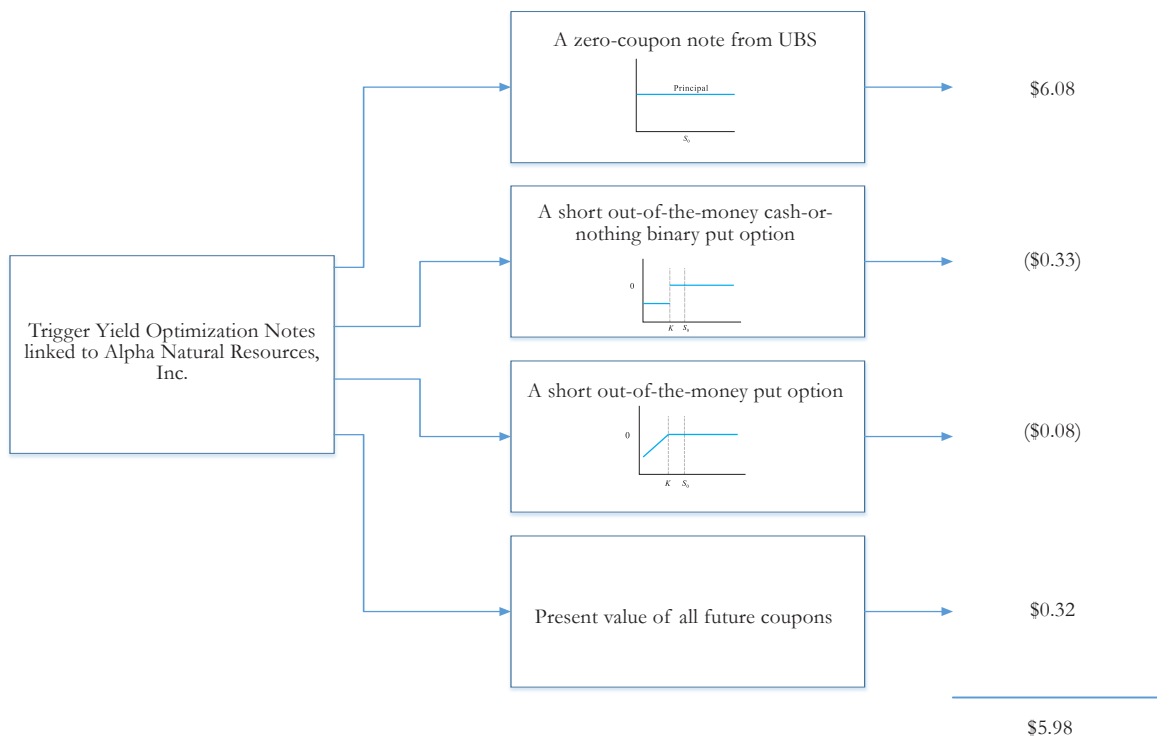 A zero-coupon note from UBS
Principal
S₀
$6.08
A short out-of-the-money cash-or-
nothing binary put option
0
K S₀
($0.33)
Trigger Yield Optimization Notes
linked to Alpha Natural Resources,
Inc.
A short out-of-the-money put option
0
K S₀
($0.08)
Present value of all future coupons
$0.32
$5.98